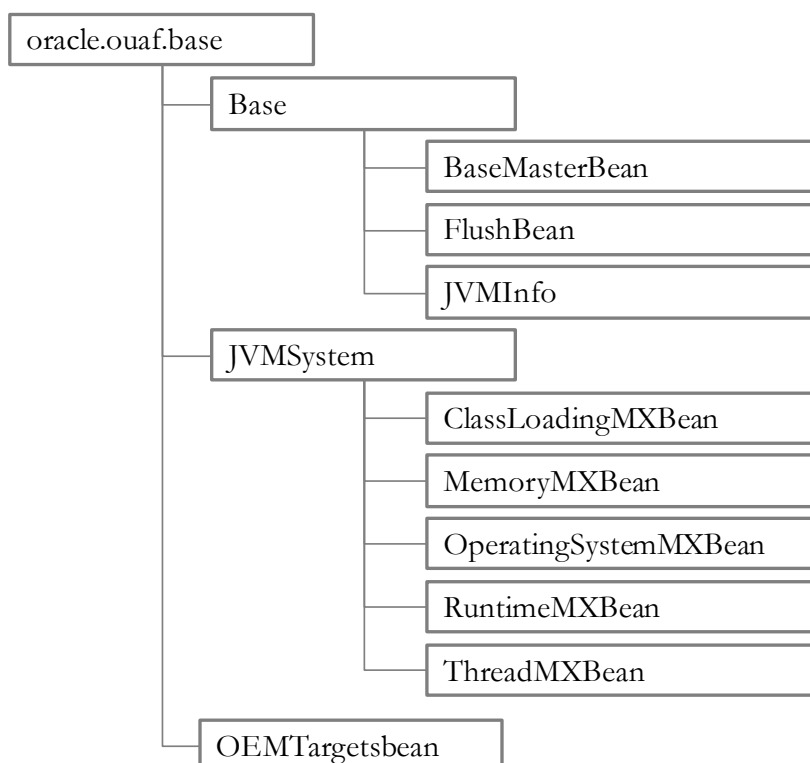 oracle.ouaf.base
Base
BaseMasterBean
FlushBean
JVMInfo
JVMSystem
ClassLoadingMXBean
MemoryMXBean
OperatingSystemMXBean
RuntimeMXBean
ThreadMXBean
OEMTargetsbean